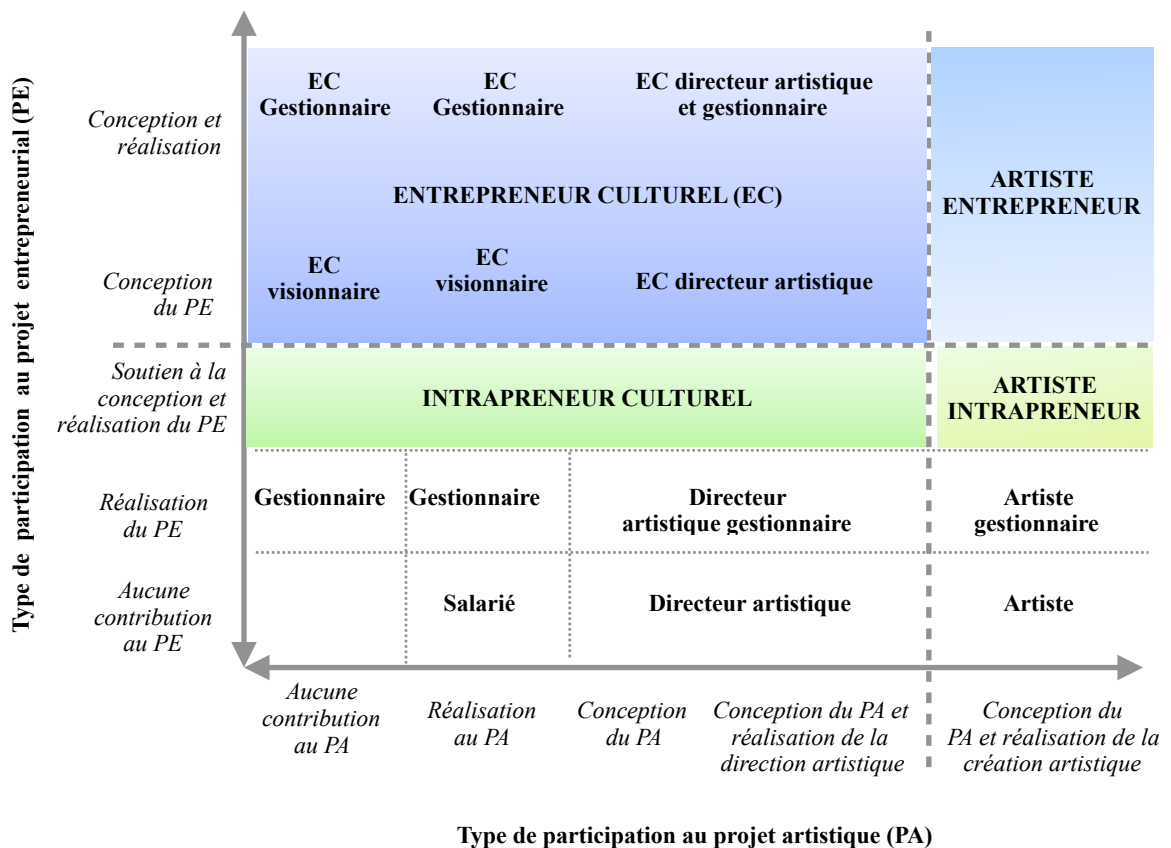 Type de participation au projet entrepreneurial (PE)
Conception et
réalisation
EC
Gestionnaire
EC
Gestionnaire
EC directeur artistique
et gestionnaire
ENTREPRENEUR CULTUREL (EC)
ARTISTE
ENTREPRENEUR
Conception
du PE
EC
visionnaire
EC
visionnaire
EC directeur artistique
Soutien à la
conception et
réalisation du PE
INTRAPRENEUR CULTUREL
ARTISTE
INTRAPRENEUR
Réalisation
du PE
Gestionnaire
Gestionnaire
Directeur
artistique gestionnaire
Artiste
gestionnaire
Aucune
contribution
au PE
Salarié
Directeur artistique
Artiste
Aucune
contribution
au PA
Réalisation
au PA
Conception
du PA
Conception du PA et
réalisation de la
direction artistique
Conception du
PA et réalisation de la
création artistique
Type de participation au projet artistique (PA)